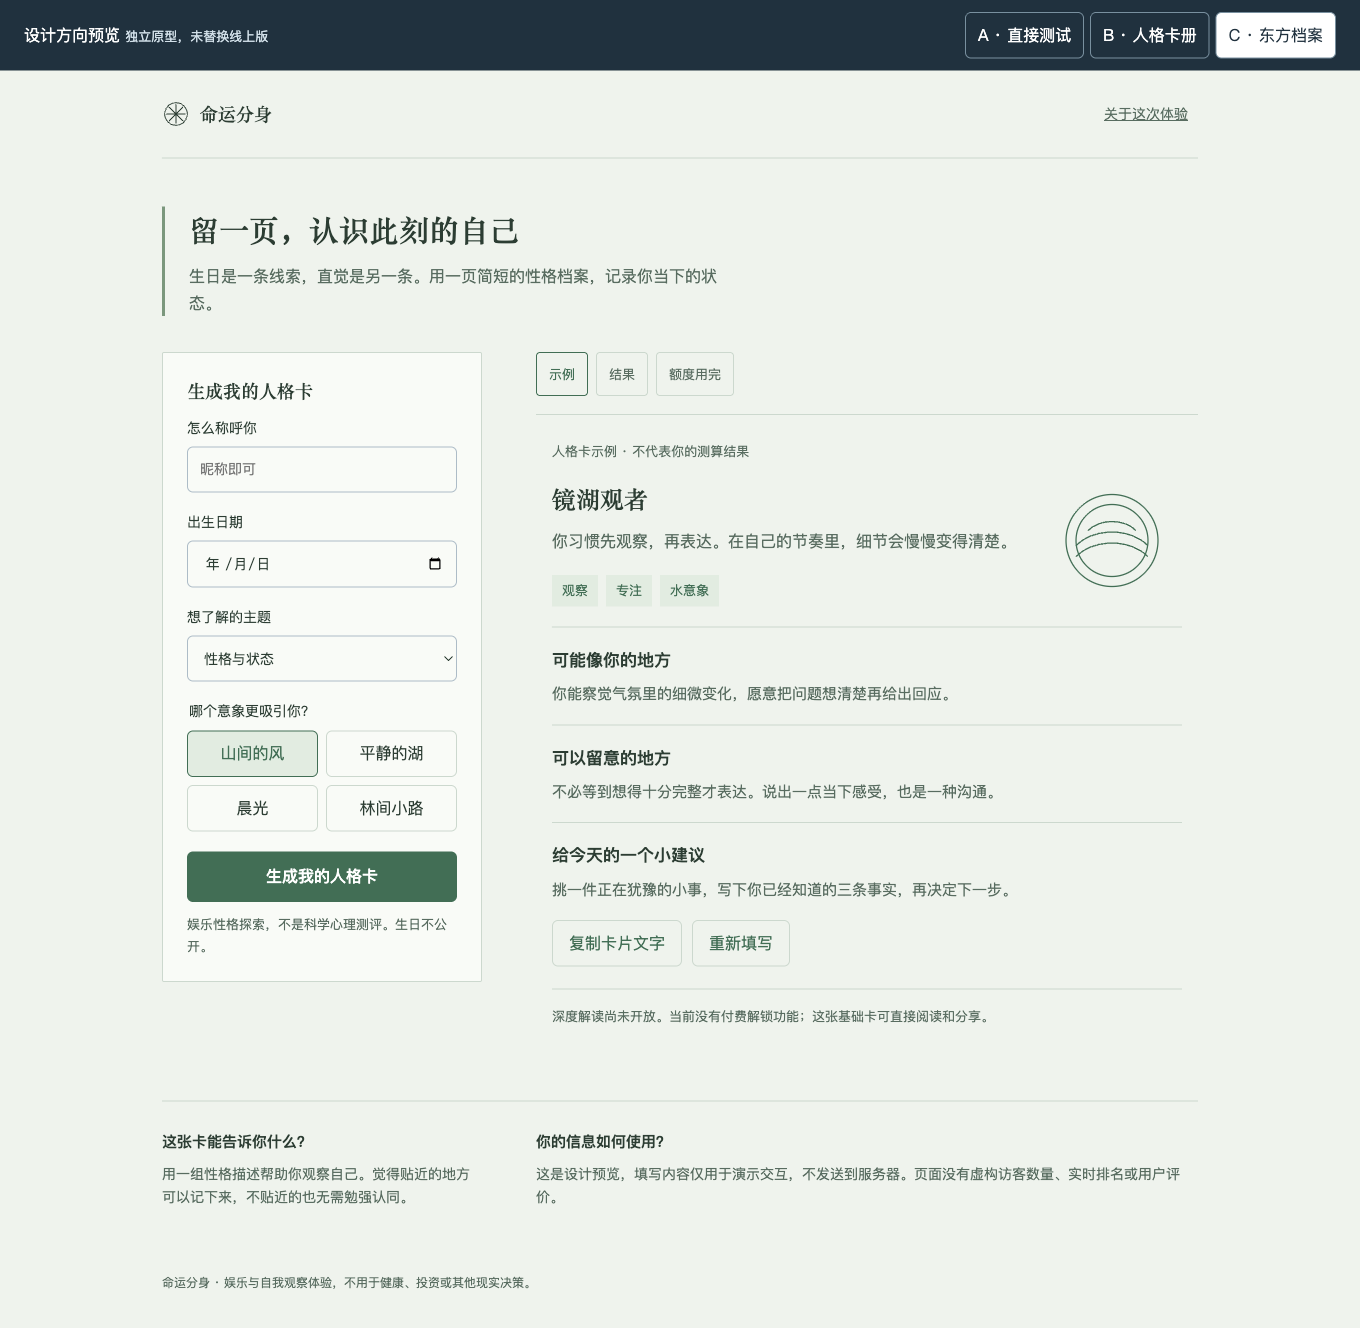 设计方向预览 独立原型，未替换线上版
A · 直接测试
B · 人格卡册
C · 东方档案
命运分身
关于这次体验
留一页，认识此刻的自己
生日是一条线索，直觉是另一条。用一页简短的性格档案，记录你当下的状
态。
生成我的人格卡
怎么称呼你
昵称即可
出生日期
年 /月/日
想了解的主题
性格与状态
哪个意象更吸引你？
山间的风
平静的湖
晨光
林间小路
生成我的人格卡
娱乐性格探索，不是科学心理测评。生日不公
开。
示例
结果
额度用完
人格卡示例 · 不代表你的测算结果
镜湖观者
你习惯先观察，再表达。在自己的节奏里，细节会慢慢变得清楚。
观察
专注
水意象
可能像你的地方
你能察觉气氛里的细微变化，愿意把问题想清楚再给出回应。
可以留意的地方
不必等到想得十分完整才表达。说出一点当下感受，也是一种沟通。
给今天的一个小建议
挑一件正在犹豫的小事，写下你已经知道的三条事实，再决定下一步。
复制卡片文字
重新填写
深度解读尚未开放。当前没有付费解锁功能；这张基础卡可直接阅读和分享。
这张卡能告诉你什么？
用一组性格描述帮助你观察自己。觉得贴近的地方
可以记下来，不贴近的也无需勉强认同。
你的信息如何使用？
这是设计预览，填写内容仅用于演示交互，不发送到服务器。页面没有虚构访客数量、实时排名或用户评
价。
命运分身 · 娱乐与自我观察体验，不用于健康、投资或其他现实决策。